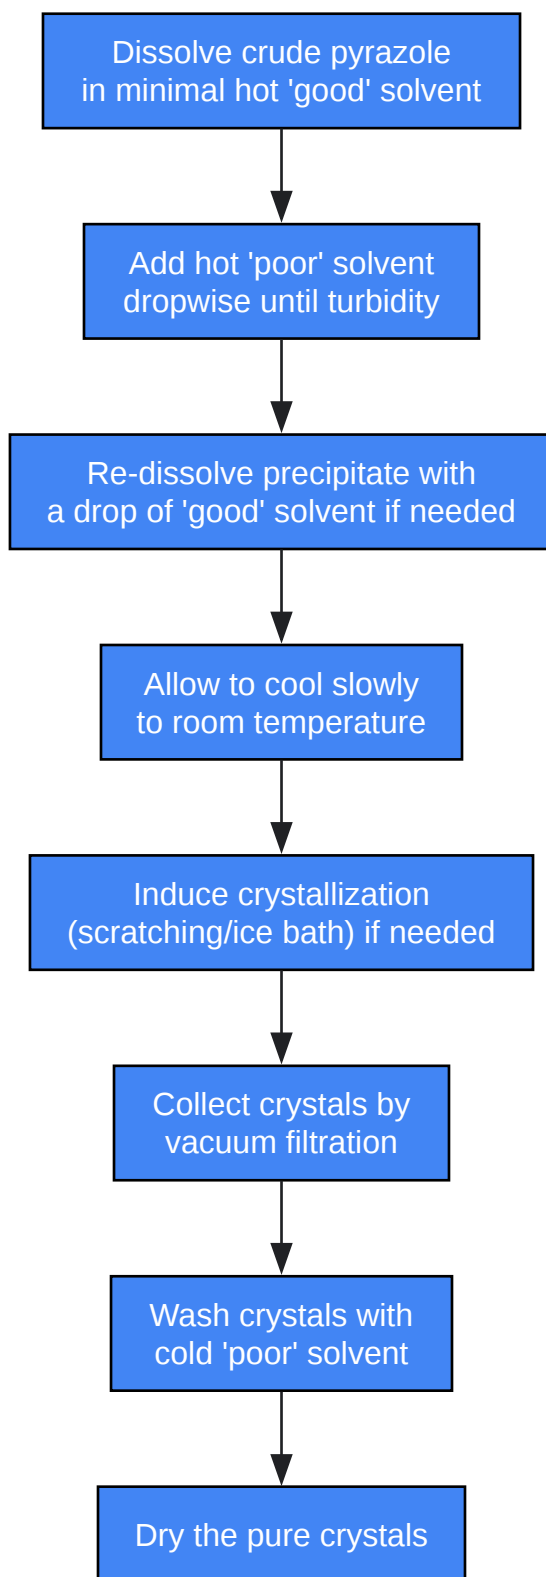 Dissolve crude pyrazole
in minimal hot 'good' solvent
Add hot 'poor' solvent
dropwise until turbidity
Re-dissolve precipitate with
a drop of 'good' solvent if needed
Allow to cool slowly
to room temperature
Induce crystallization
(scratching/ice bath) if needed
Collect crystals by
vacuum filtration
Wash crystals with
cold 'poor' solvent
Dry the pure crystals